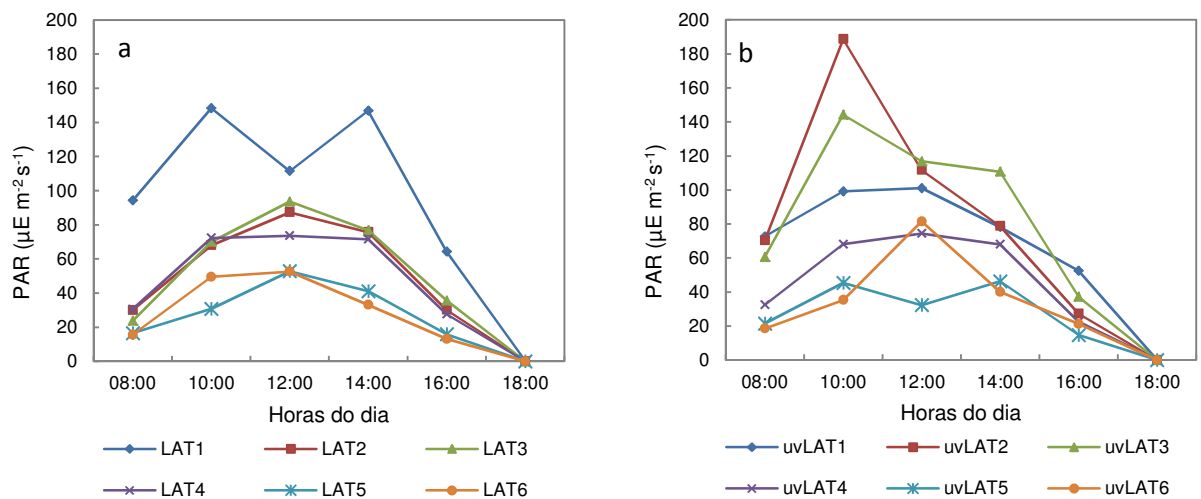 a
PAR (µE m⁻² s⁻¹)
200
180
160
140
120
100
80
60
40
20
0
08:00 10:00 12:00 14:00 16:00 18:00
Horas do dia
LAT1 LAT2 LAT3
LAT4 LAT5 LAT6
b
PAR (µE m⁻² s⁻¹)
200
180
160
140
120
100
80
60
40
20
0
08:00 10:00 12:00 14:00 16:00 18:00
Horas do dia
uvLAT1 uvLAT2 uvLAT3
uvLAT4 uvLAT5 uvLAT6